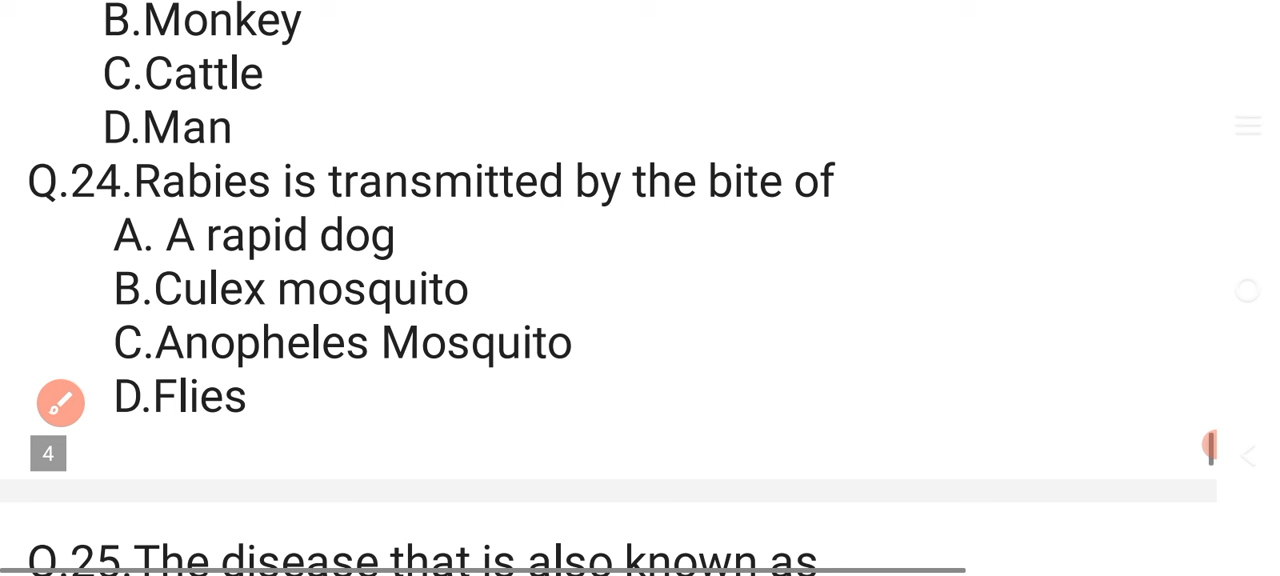 B.Monkey
C.Cattle
D.Man
Q.24.Rabies is transmitted by the bite of
A. A rapid dog
B.Culex mosquito
C.Anopheles Mosquito
D.Flies
4
Q.25.The disease that is also known as